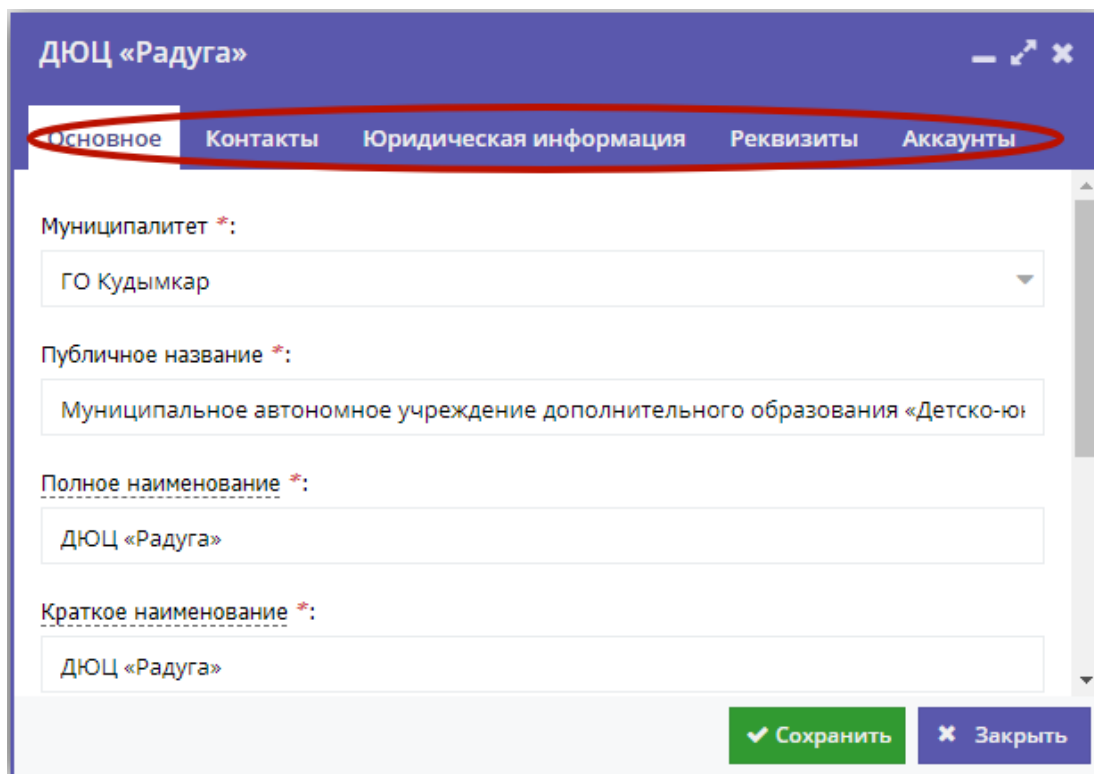 ДЮЦ «Радуга»
Основное Контакты Юридическая информация Реквизиты Аккаунты
Муниципалитет *:
ГО Кудымкар
Публичное название *:
Муниципальное автономное учреждение дополнительного образования «Детско-юн
Полное наименование *:
ДЮЦ «Радуга»
Краткое наименование *:
ДЮЦ «Радуга»
Сохранить Закрыть